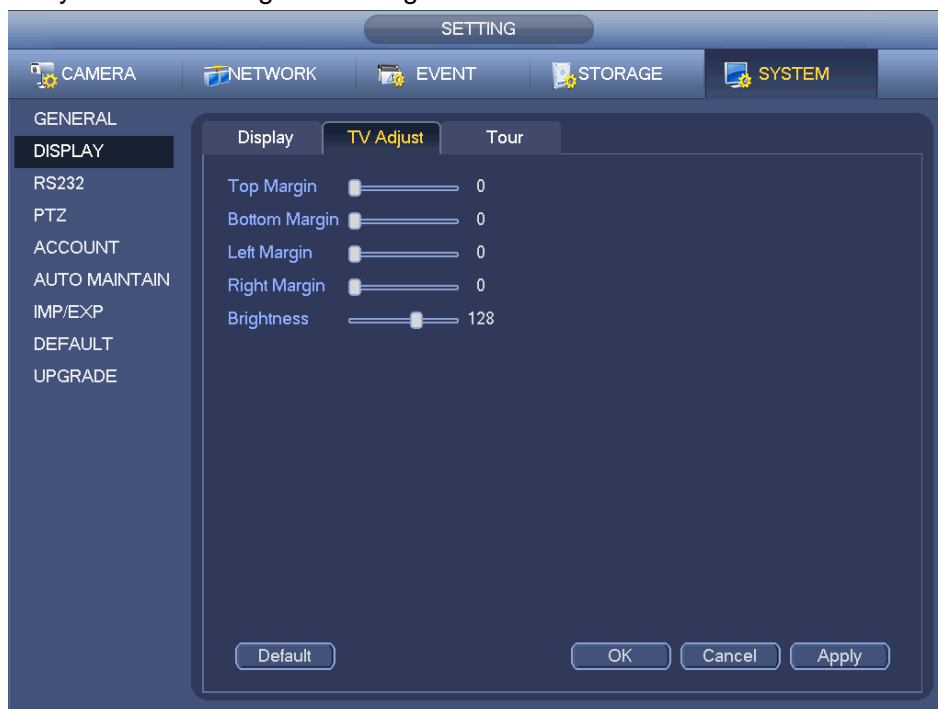 SETTING
CAMERA NETWORK EVENT STORAGE SYSTEM
GENERAL
DISPLAY
RS232
PTZ
ACCOUNT
AUTO MAINTAIN
IMP/EXP
DEFAULT
UPGRADE
Display TV Adjust Tour
Top Margin 0
Bottom Margin 0
Left Margin 0
Right Margin 0
Brightness 128
Default OK Cancel Apply